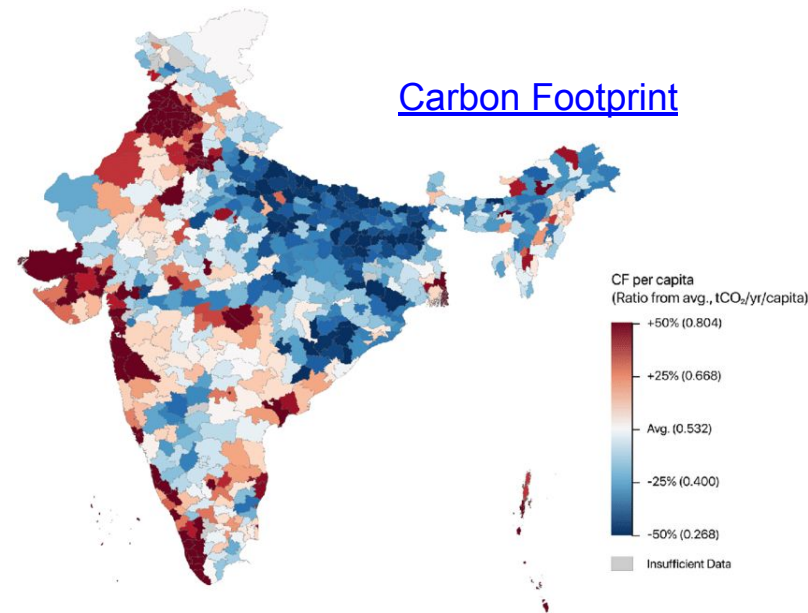 Carbon Footprint
CF per capita
(Ratio from avg., tCO₂/yr/capita)
+50% (0.804)
+25% (0.668)
Avg. (0.532)
-25% (0.400)
-50% (0.268)
Insufficient Data